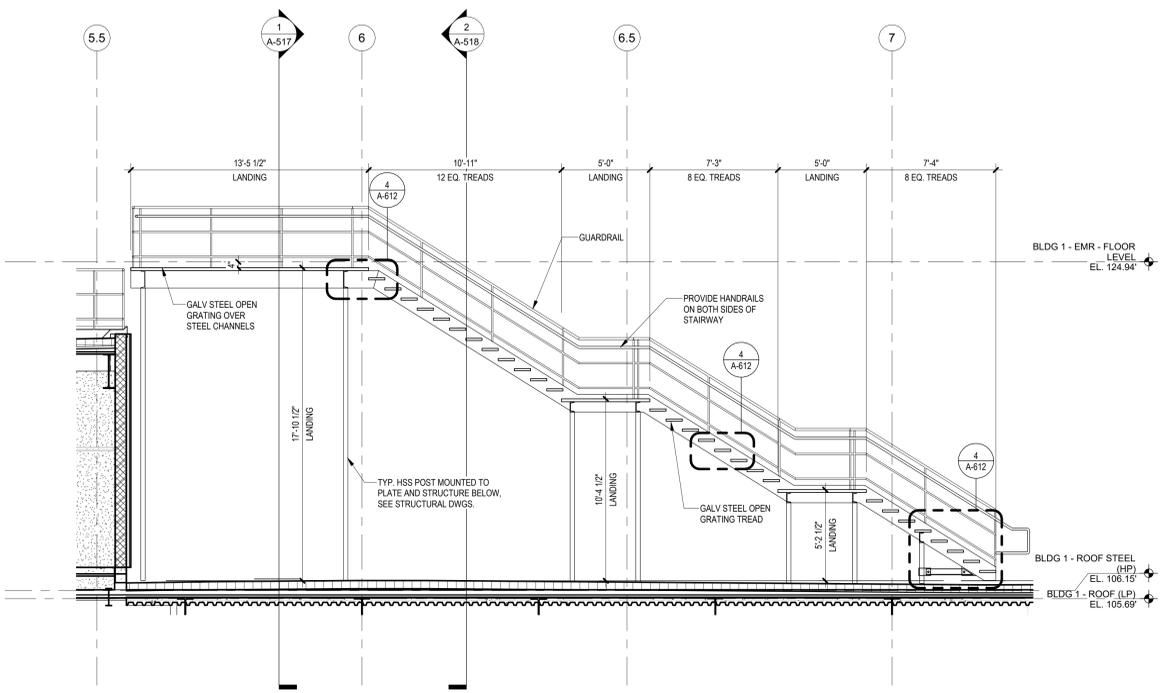 5.5
1
A-517
6
2
A-518
6.5
7
13'-5 1/2"
LANDING
10'-11"
12 EQ. TREADS
5'-0"
LANDING
7'-3"
8 EQ. TREADS
5'-0"
LANDING
7'-4"
8 EQ. TREADS
4
A-612
GUARDRAIL
BLDG 1 - EMR - FLOOR
LEVEL
EL. 124.94'
4"
GALV STEEL OPEN
GRATING OVER
STEEL CHANNELS
PROVIDE HANDRAILS
ON BOTH SIDES OF
STAIRWAY
4
A-612
17'-10 1/2"
LANDING
4
A-612
TYP. HSS POST MOUNTED TO
PLATE AND STRUCTURE BELOW,
SEE STRUCTURAL DWGS.
10'-4 1/2"
LANDING
GALV STEEL OPEN
GRATING TREAD
5'-2 1/2"
LANDING
BLDG 1 - ROOF STEEL
(HP)
EL. 106.15'
BLDG 1 - ROOF (LP)
EL. 105.69'